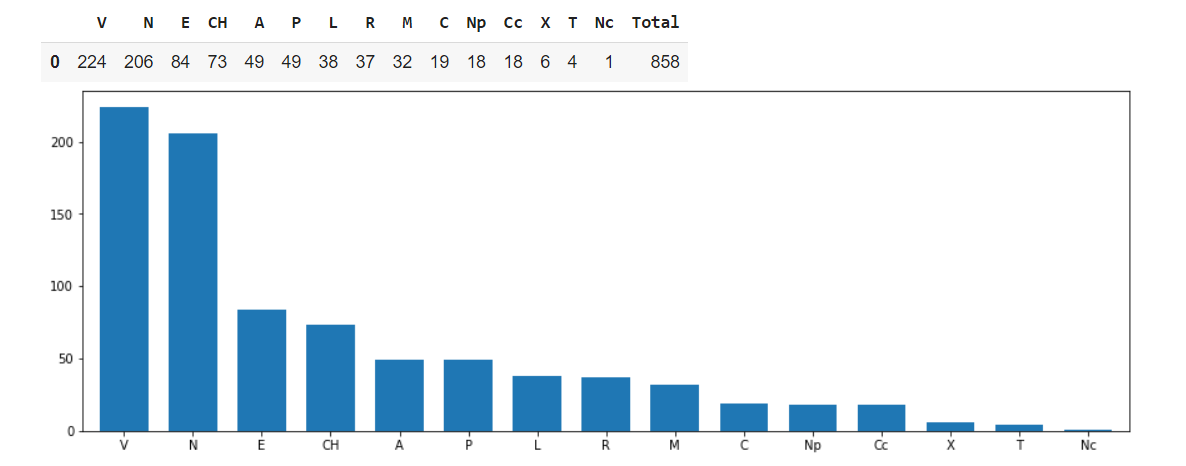 V N E CH A P L R M C Np Cc X T Nc Total
0 224 206 84 73 49 49 38 37 32 19 18 18 6 4 1 858
200
150
100
50
0
V N E CH A P L R M C Np Cc X T Nc